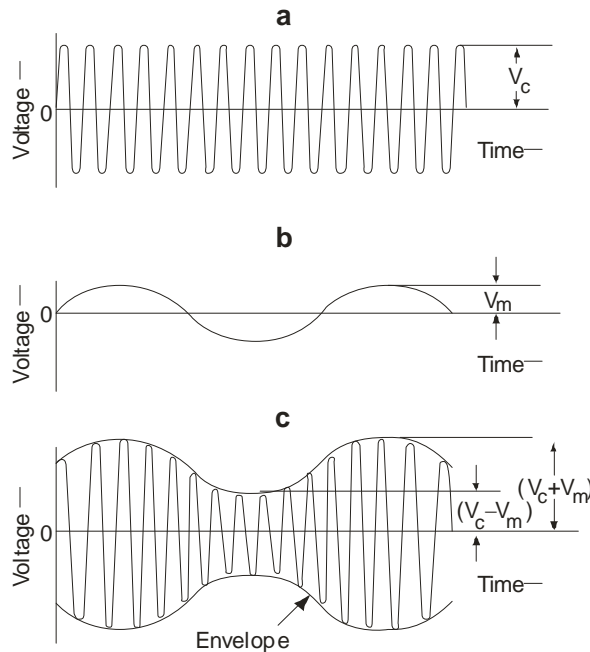 a
Voltage —
0
V_c
Time—
b
Voltage —
0
V_m
Time—
c
Voltage —
0
(V_c–V_m)
(V_c+V_m)
Time—
Envelope